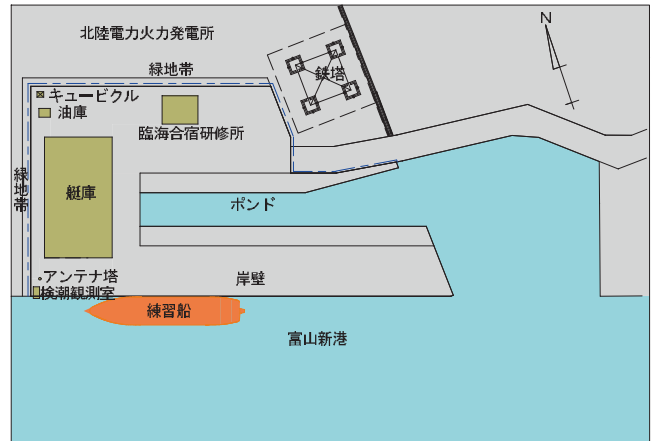 北陸電力火力発電所
N
緑地帯
鉄塔
キュービクル
油庫
臨海合宿研修所
緑地帯
艇庫
ポンド
アンテナ塔
検潮観測室
岸壁
練習船
富山新港